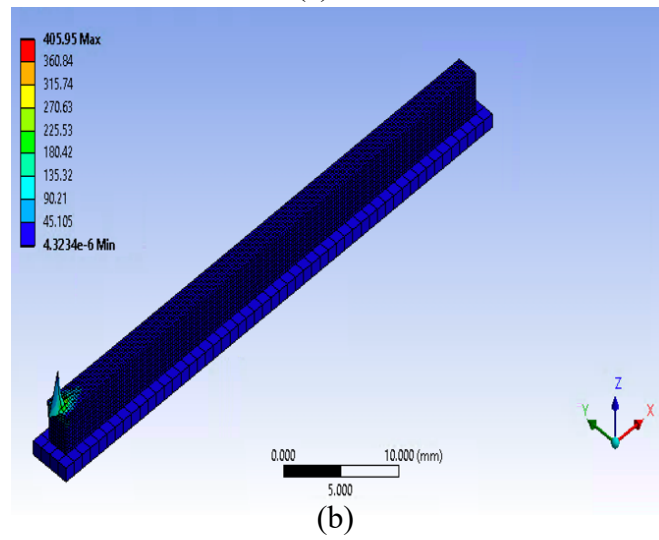 405.95 Max
360.84
315.74
270.63
225.53
180.42
135.32
90.21
45.105
4.3234e-6 Min
Z
Y
X
0.000
10.000 (mm)
5.000
(b)